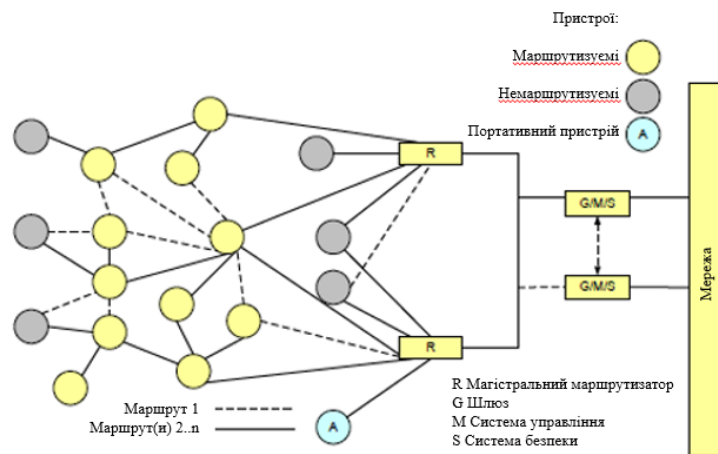 Пристрої:
Маршрутизуємі
Немаршрутизуємі
Портативний пристрій
A
R
G/M/S
G/M/S
Мережа
R
R Магістральний маршрутизатор
G Шлюз
M Система управління
S Система безпеки
Маршрут 1
Маршрут(и) 2..n
A